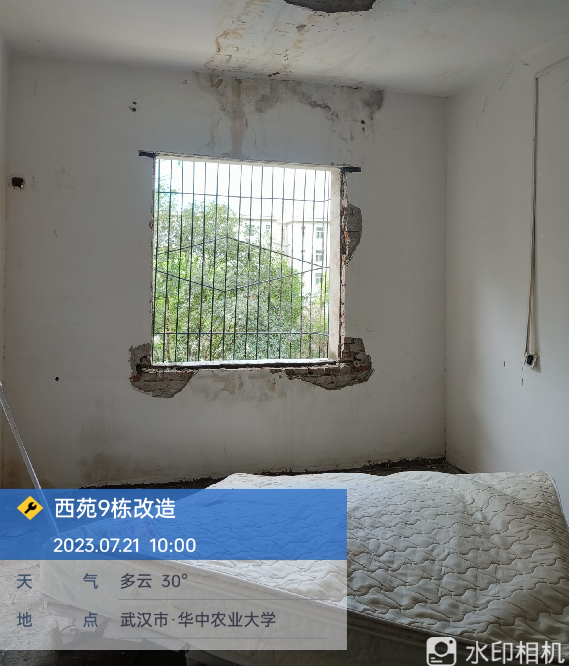 西苑9栋改造
2023.07.21 10:00
天 气 多云 30°
地 点 武汉市·华中农业大学
水印相机